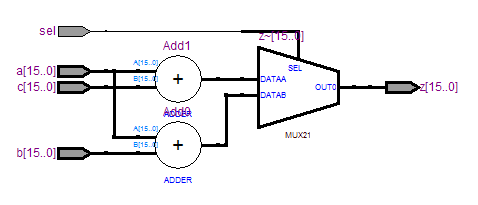 sel
z~[15..0]
Add1
SEL
a[15..0]
A[15..0]
c[15..0]
B[15..0]
DATAA
OUT0
z[15..0]
DATAB
ADDER
Add0
A[15..0]
MUX21
b[15..0]
B[15..0]
ADDER